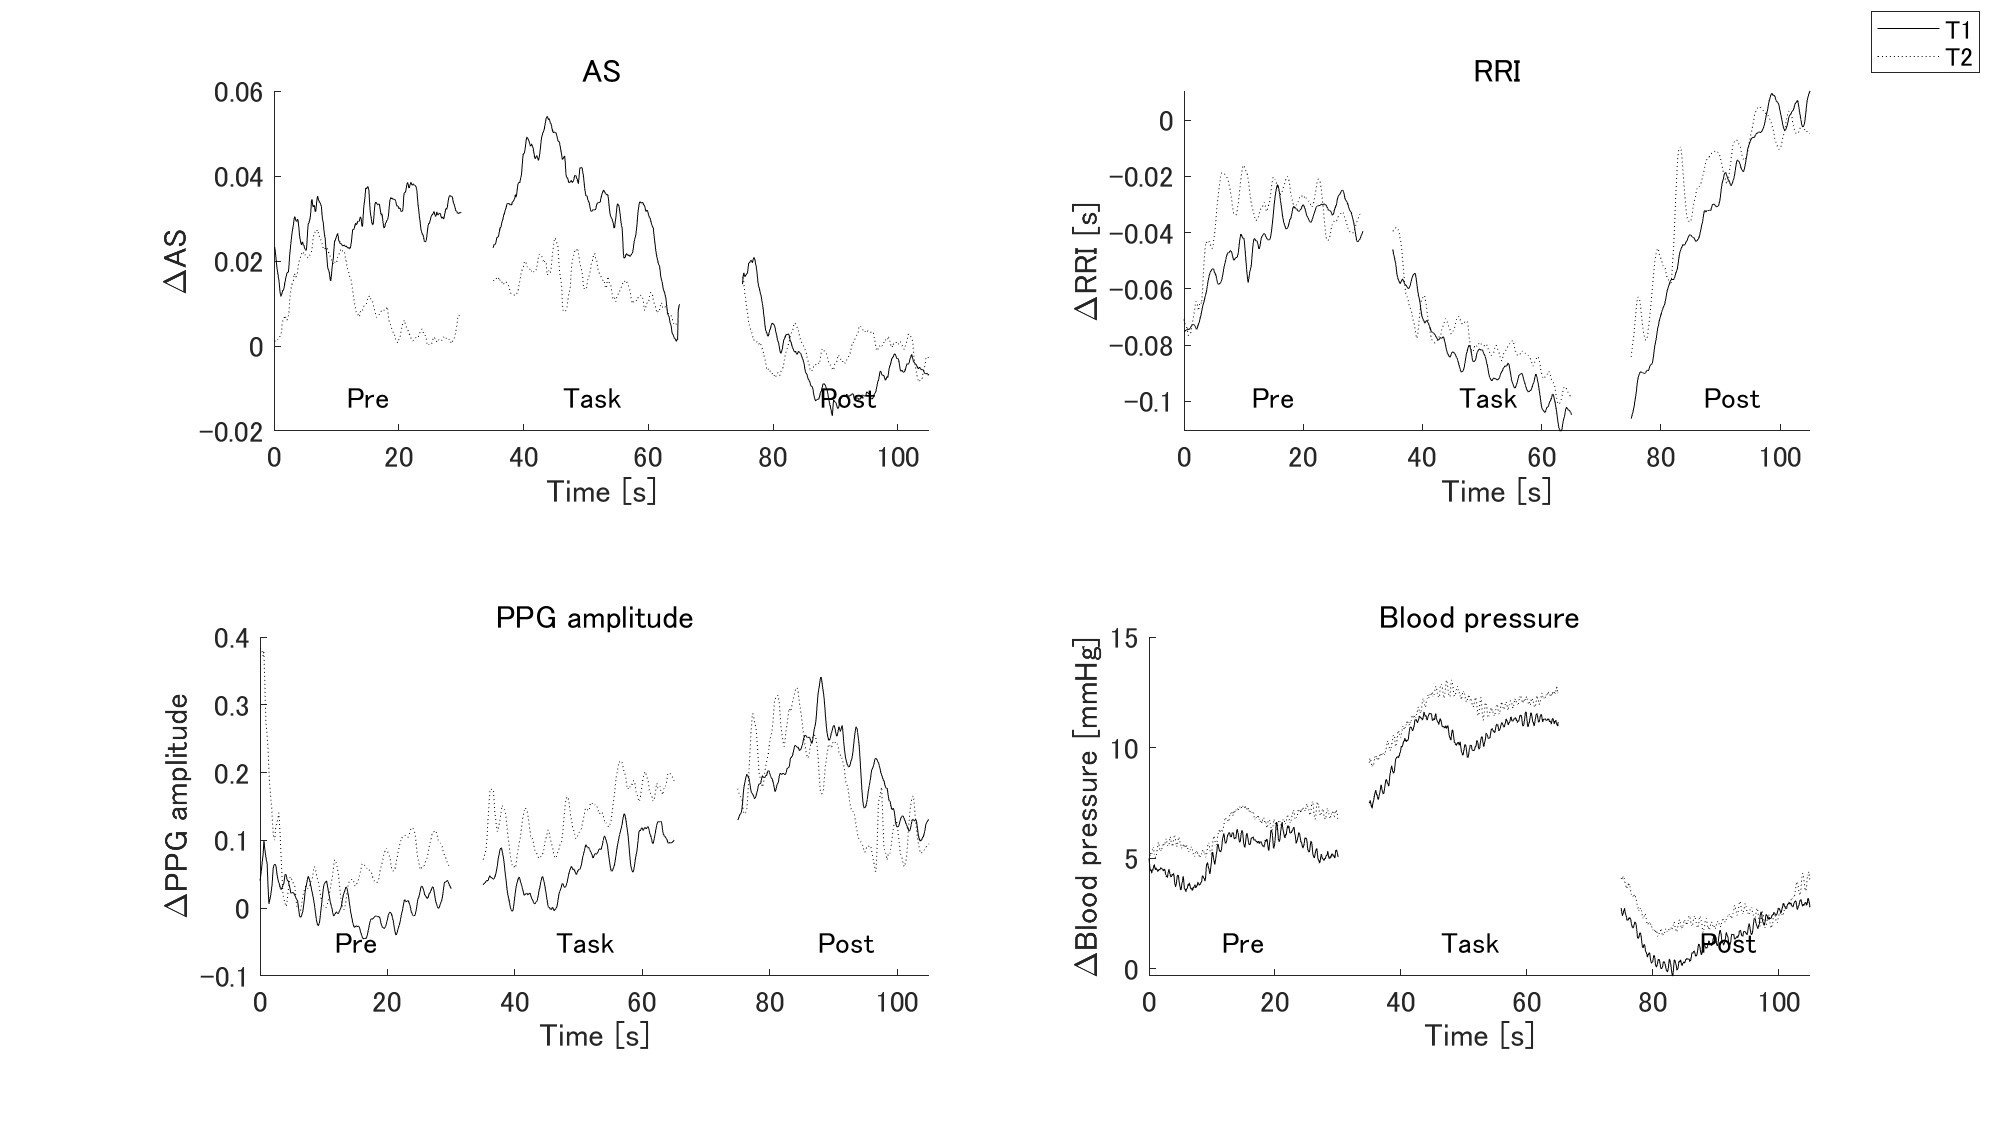 T1
T2
AS
0.06
0.04
0.02
0
−0.02
ΔAS
Pre
Task
Post
0 20 40 60 80 100
Time [s]
RRI
0
−0.02
−0.04
−0.06
−0.08
−0.1
ΔRRI [s]
Pre
Task
Post
0 20 40 60 80 100
Time [s]
PPG amplitude
0.4
0.3
0.2
0.1
0
−0.1
ΔPPG amplitude
Pre
Task
Post
0 20 40 60 80 100
Time [s]
Blood pressure
15
10
5
0
ΔBlood pressure [mmHg]
Pre
Task
Post
0 20 40 60 80 100
Time [s]